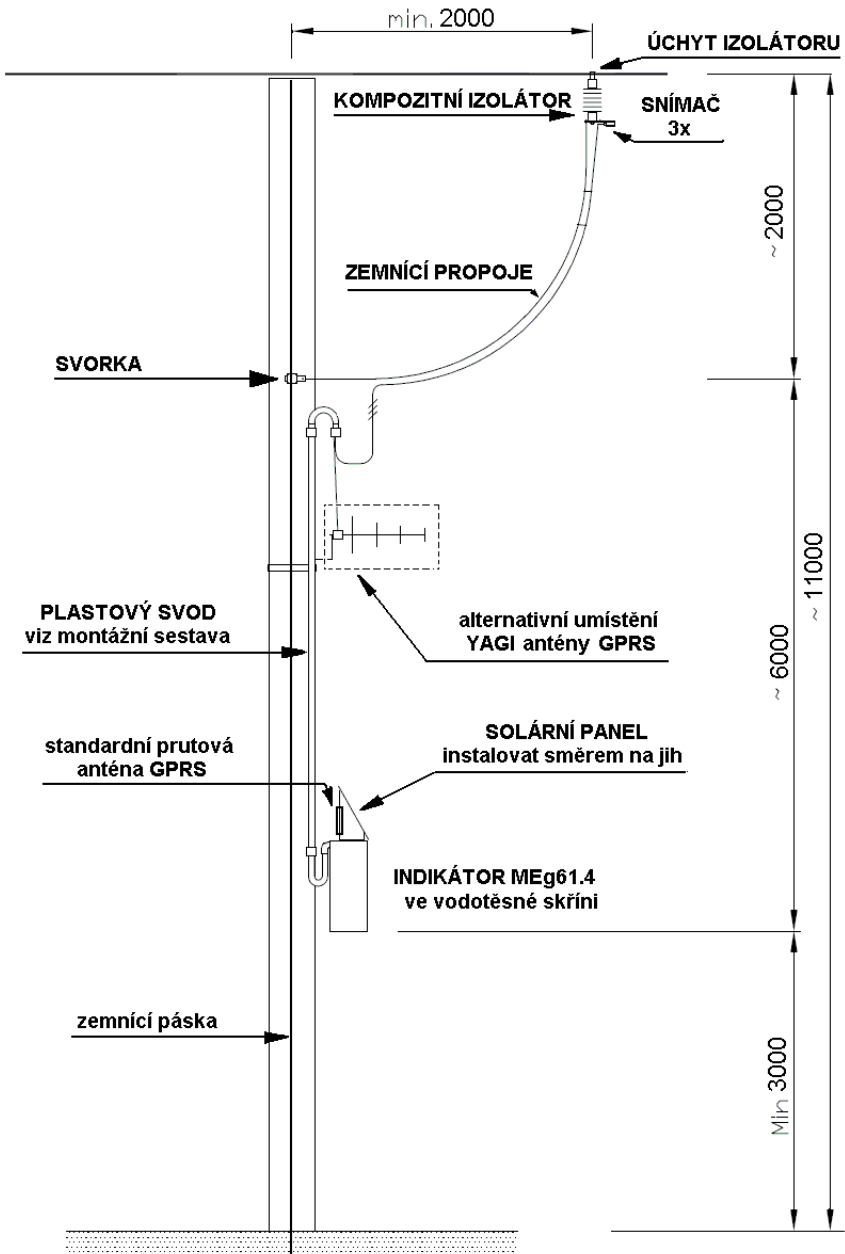 min. 2000
ÚCHYT IZOLÁTORU
KOMPOZITNÍ IZOLÁTOR
SNÍMAČ
3x
~ 2000
ZEMNÍCÍ PROPOJE
SVORKA
~ 11000
PLASTOVÝ SVOD
viz montážní sestava
alternativní umístění
YAGI antény GPRS
~ 6000
standardní prutová
anténa GPRS
SOLÁRNÍ PANEL
instalovat směrem na jih
INDIKÁTOR MEg61.4
ve vodotěsné skříni
zemnící páska
Min 3000